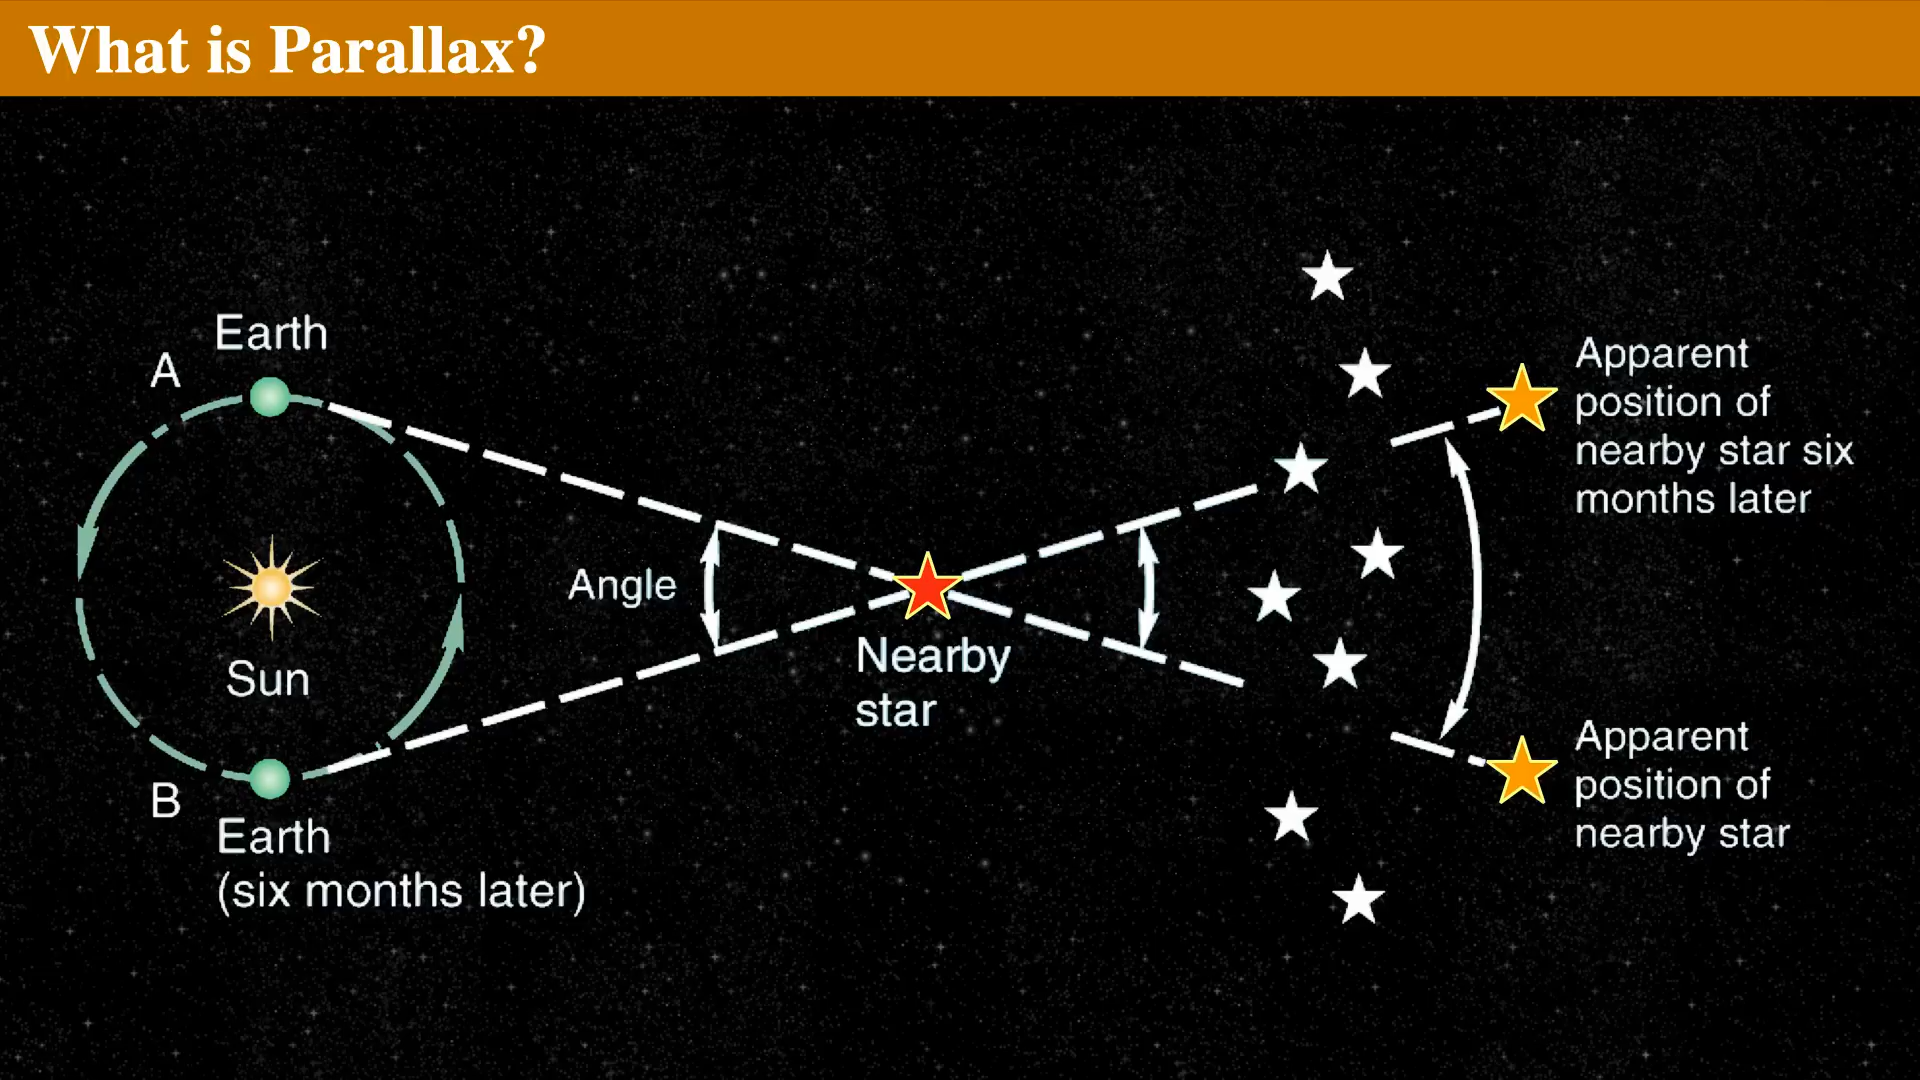 What is Parallax?
Earth
A
Sun
B
Earth
(six months later)
Angle
Nearby
star
Apparent
position of
nearby star six
months later
Apparent
position of
nearby star